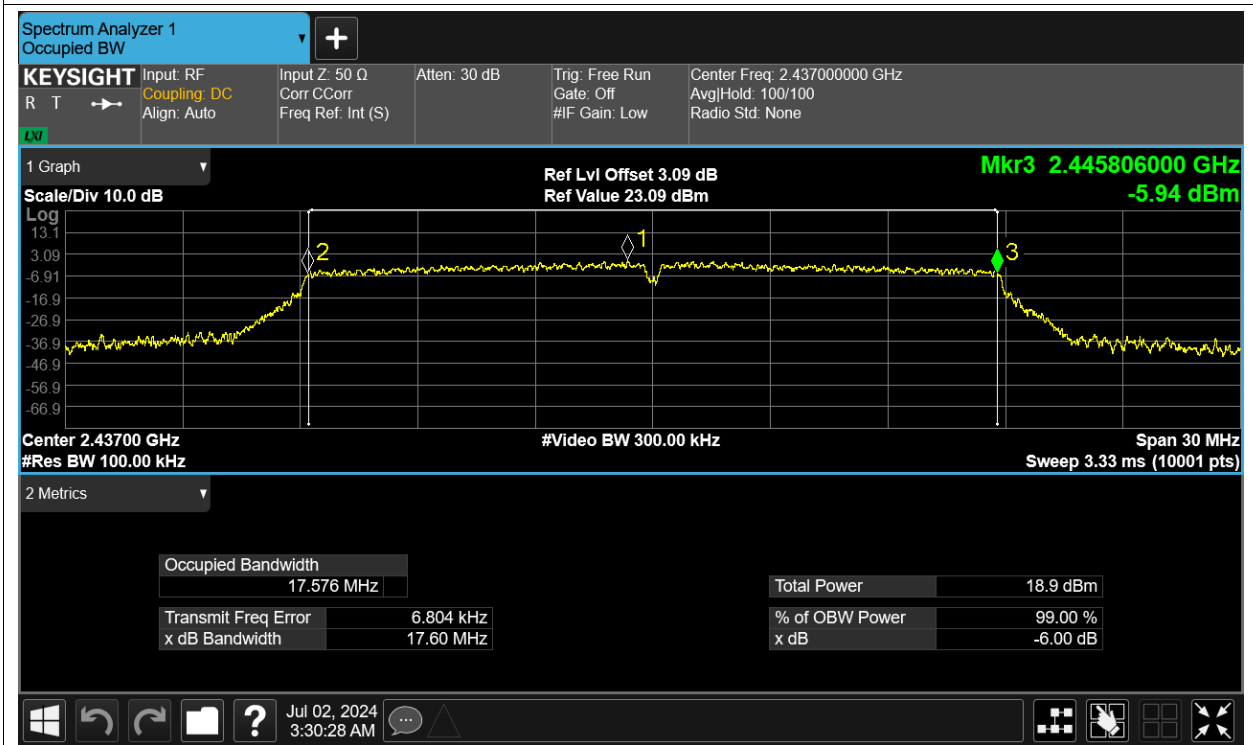 Spectrum Analyzer 1
Occupied BW
KEYSIGHT
R T
LXI
Input: RF
Coupling: DC
Align: Auto
Input Z: 50 Ω
Corr CCorr
Freq Ref: Int (S)
Atten: 30 dB
Trig: Free Run
Gate: Off
#IF Gain: Low
Center Freq: 2.437000000 GHz
Avg|Hold: 100/100
Radio Std: None
1 Graph
Scale/Div 10.0 dB
Ref Lvl Offset 3.09 dB
Ref Value 23.09 dBm
Mkr3 2.445806000 GHz
-5.94 dBm
Log
13.1
3.09
-6.91
-16.9
-26.9
-36.9
-46.9
-56.9
-66.9
2
1
3
Center 2.43700 GHz
#Res BW 100.00 kHz
#Video BW 300.00 kHz
Span 30 MHz
Sweep 3.33 ms (10001 pts)
2 Metrics
Occupied Bandwidth
17.576 MHz
Transmit Freq Error 6.804 kHz
x dB Bandwidth 17.60 MHz
Total Power 18.9 dBm
% of OBW Power 99.00 %
x dB -6.00 dB
?
Jul 02, 2024
3:30:28 AM